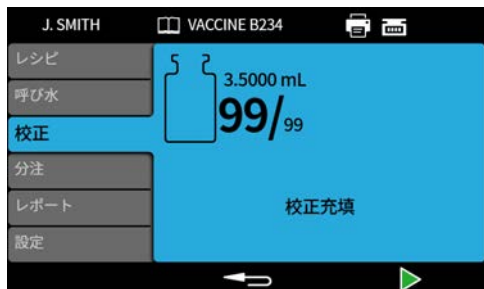 J. SMITH VACCINE B234
レシピ
呼び水
校正
分注
レポート
設定
3.5000 mL
99/99
校正充填